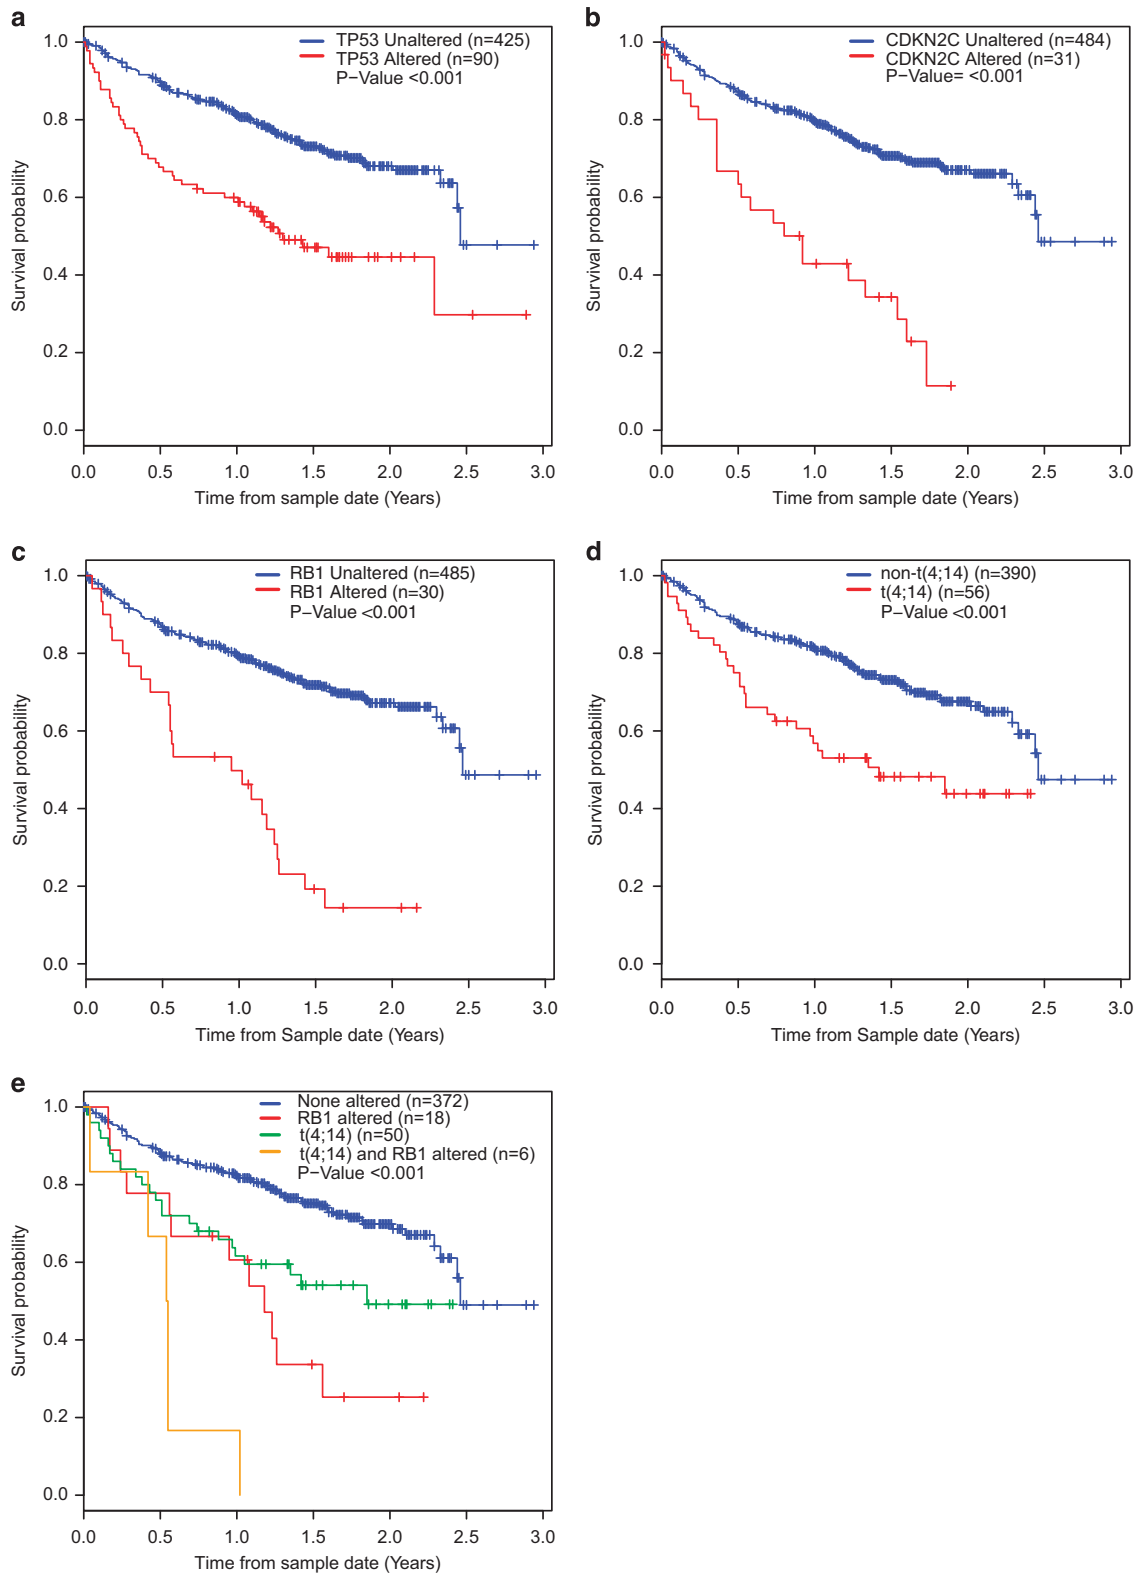 a
TP53 Unaltered (n=425)
TP53 Altered (n=90)
P−Value <0.001
1.0
0.8
0.6
0.4
0.2
0.0
Survival probability
0.0 0.5 1.0 1.5 2.0 2.5 3.0
Time from sample date (Years)
b
CDKN2C Unaltered (n=484)
CDKN2C Altered (n=31)
P−Value= <0.001
1.0
0.8
0.6
0.4
0.2
0.0
Survival probability
0.0 0.5 1.0 1.5 2.0 2.5 3.0
Time from sample date (Years)
c
RB1 Unaltered (n=485)
RB1 Altered (n=30)
P−Value <0.001
1.0
0.8
0.6
0.4
0.2
0.0
Survival probability
0.0 0.5 1.0 1.5 2.0 2.5 3.0
Time from Sample date (Years)
d
non-t(4;14) (n=390)
t(4;14) (n=56)
P−Value <0.001
1.0
0.8
0.6
0.4
0.2
0.0
Survival probability
0.0 0.5 1.0 1.5 2.0 2.5 3.0
Time from Sample date (Years)
e
None altered (n=372)
RB1 altered (n=18)
t(4;14) (n=50)
t(4;14) and RB1 altered (n=6)
P−Value <0.001
1.0
0.8
0.6
0.4
0.2
0.0
Survival probability
0.0 0.5 1.0 1.5 2.0 2.5 3.0
Time from sample date (Years)